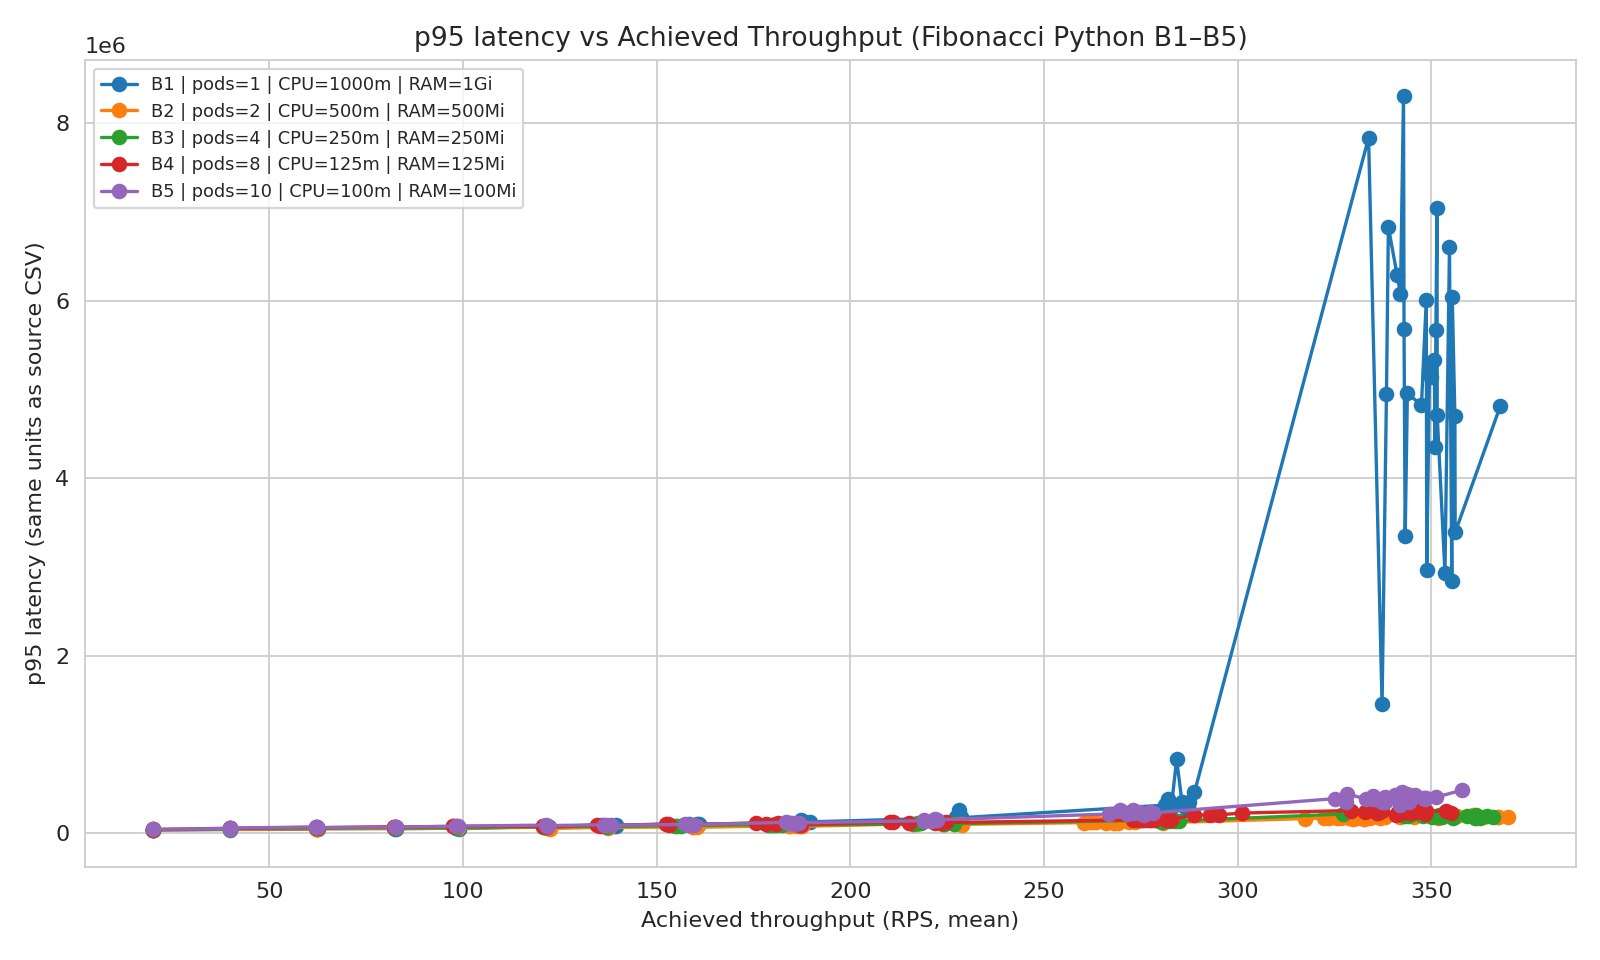 p95 latency vs Achieved Throughput (Fibonacci Python B1–B5)
1e6
B1 | pods=1 | CPU=1000m | RAM=1Gi
B2 | pods=2 | CPU=500m | RAM=500Mi
B3 | pods=4 | CPU=250m | RAM=250Mi
B4 | pods=8 | CPU=125m | RAM=125Mi
B5 | pods=10 | CPU=100m | RAM=100Mi
p95 latency (same units as source CSV)
8
6
4
2
0
50 100 150 200 250 300 350
Achieved throughput (RPS, mean)